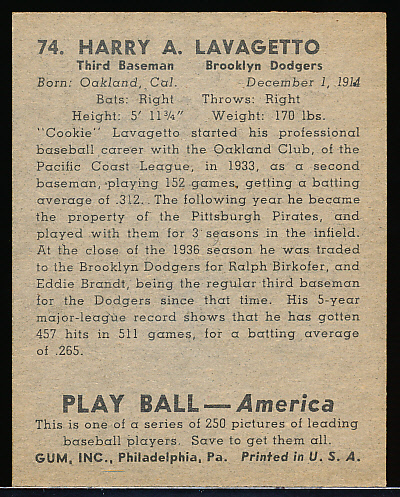 74. HARRY A. LAVAGETTO
Third Baseman Brooklyn Dodgers
Born: Oakland, Cal. December 1, 1914
Bats: Right Throws: Right
Height: 5' 11¾" Weight: 170 lbs.
"Cookie" Lavagetto started his professional
baseball career with the Oakland Club, of the
Pacific Coast League, in 1933, as a second
baseman, playing 152 games, getting a batting
average of .312. The following year he became
the property of the Pittsburgh Pirates, and
played with them for 3 seasons in the infield.
At the close of the 1936 season he was traded
to the Brooklyn Dodgers for Ralph Birkofer, and
Eddie Brandt, being the regular third baseman
for the Dodgers since that time. His 5-year
major-league record shows that he has gotten
457 hits in 511 games, for a batting average
of .265.
PLAY BALL—America
This is one of a series of 250 pictures of leading
baseball players. Save to get them all.
GUM, INC., Philadelphia, Pa. Printed in U. S. A.